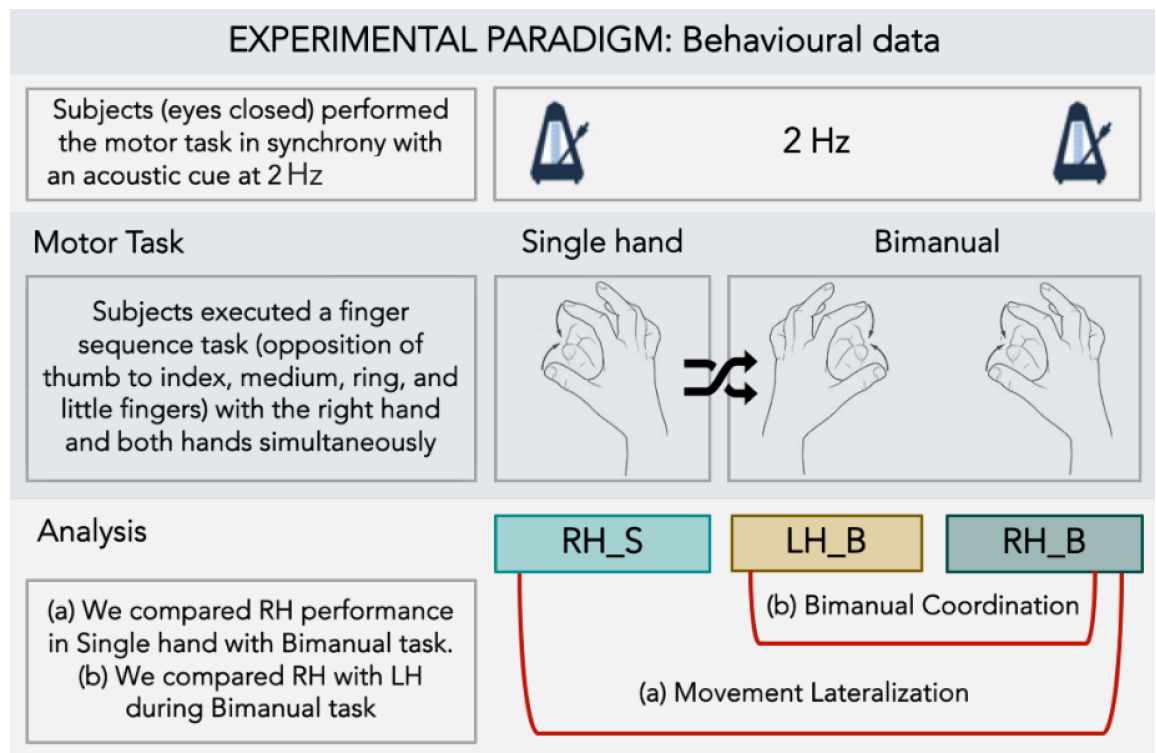 EXPERIMENTAL PARADIGM: Behavioural data
Subjects (eyes closed) performed
the motor task in synchrony with
an acoustic cue at 2 Hz
2 Hz
Motor Task
Single hand
Bimanual
Subjects executed a finger
sequence task (opposition of
thumb to index, medium, ring, and
little fingers) with the right hand
and both hands simultaneously
Analysis
RH_S
LH_B
RH_B
(a) We compared RH performance
in Single hand with Bimanual task.
(b) We compared RH with LH
during Bimanual task
(b) Bimanual Coordination
(a) Movement Lateralization